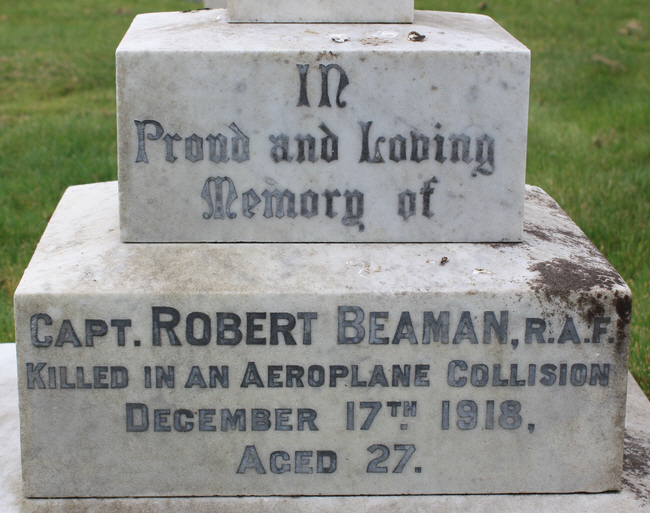 In
Proud and Loving
Memory of
CAPT. ROBERT BEAMAN, R.A.F.
KILLED IN AN AEROPLANE COLLISION
DECEMBER 17TH 1918,
AGED 27.